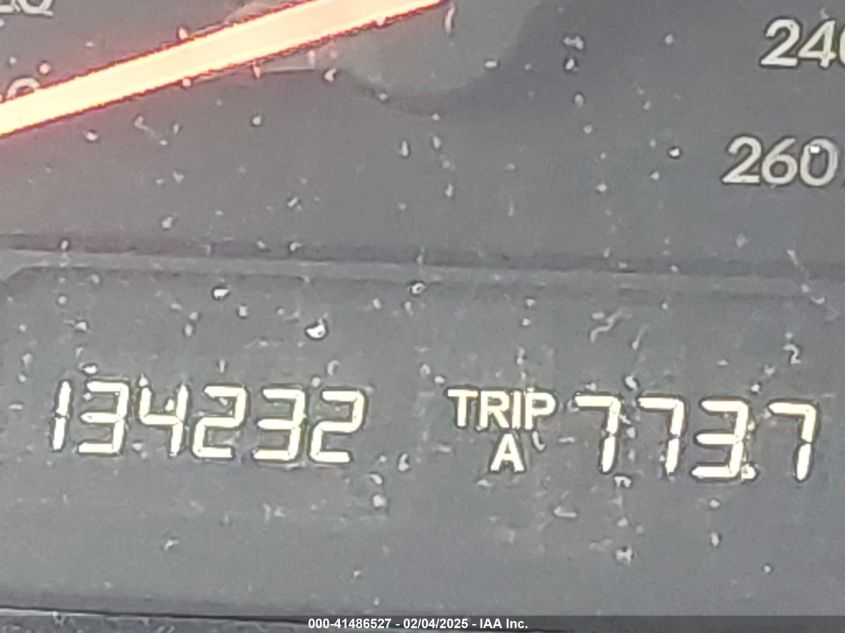 240
260
134232 TRIP A 773.7
000-41486527 - 02/04/2025 - IAA Inc.